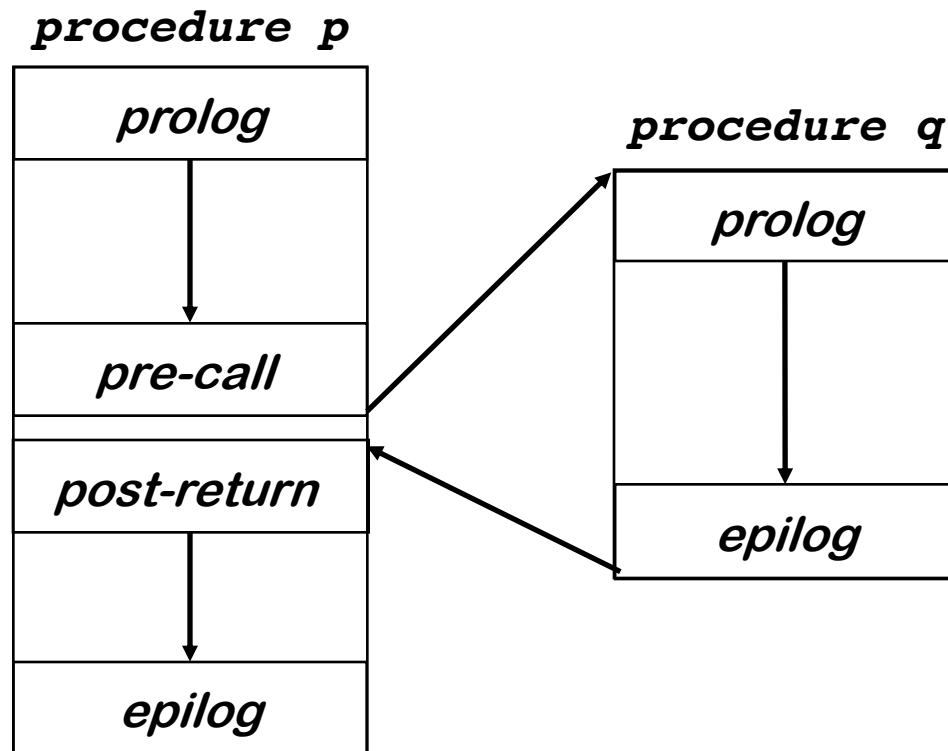 procedure p
prolog
pre-call
post-return
epilog
procedure q
prolog
epilog